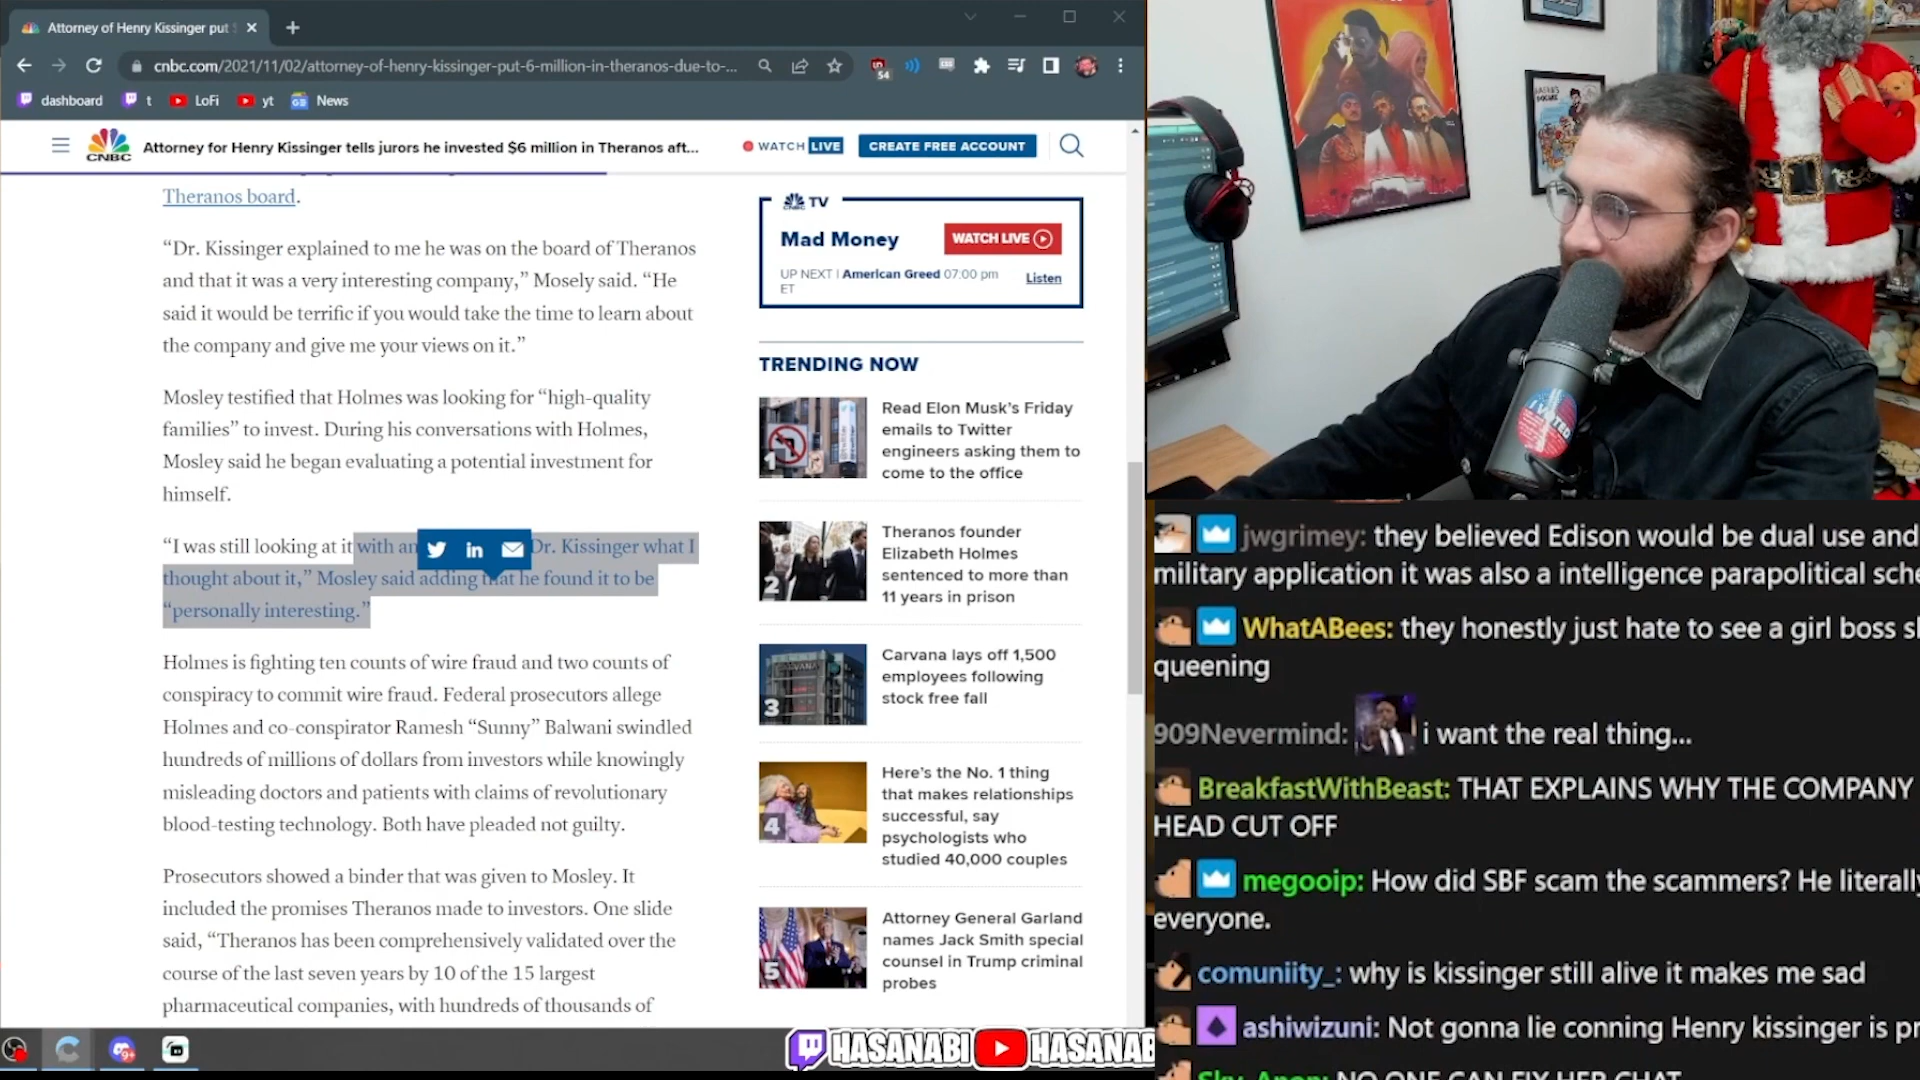 Attorney of Henry Kissinger put
cnbc.com/2021/11/02/attorney-of-henry-kissinger-put-6-million-in-theranos-due-to-...
54
dashboard
t
LoFi
yt
News
CNBC
Attorney for Henry Kissinger tells jurors he invested $6 million in Theranos aft...
WATCH LIVE
CREATE FREE ACCOUNT
Theranos board.
“Dr. Kissinger explained to me he was on the board of Theranos
and that it was a very interesting company,” Mosely said. “He
said it would be terrific if you would take the time to learn about
the company and give me your views on it.”
Mosley testified that Holmes was looking for “high-quality
families” to invest. During his conversations with Holmes,
Mosley said he began evaluating a potential investment for
himself.
“I was still looking at it with an Dr. Kissinger what I
thought about it,” Mosley said adding that he found it to be
“personally interesting.”
Holmes is fighting ten counts of wire fraud and two counts of
conspiracy to commit wire fraud. Federal prosecutors allege
Holmes and co-conspirator Ramesh “Sunny” Balwani swindled
hundreds of millions of dollars from investors while knowingly
misleading doctors and patients with claims of revolutionary
blood-testing technology. Both have pleaded not guilty.
Prosecutors showed a binder that was given to Mosley. It
included the promises Theranos made to investors. One slide
said, “Theranos has been comprehensively validated over the
course of the last seven years by 10 of the 15 largest
pharmaceutical companies, with hundreds of thousands of
CNBC TV
Mad Money
WATCH LIVE
UP NEXT | American Greed 07:00 pm
ET
Listen
TRENDING NOW
1
Read Elon Musk’s Friday
emails to Twitter
engineers asking them to
come to the office
2
Theranos founder
Elizabeth Holmes
sentenced to more than
11 years in prison
3
Carvana lays off 1,500
employees following
stock free fall
4
Here’s the No. 1 thing
that makes relationships
successful, say
psychologists who
studied 40,000 couples
5
Attorney General Garland
names Jack Smith special
counsel in Trump criminal
probes
HASANABI
HASANAB
jwgrimey: they believed Edison would be dual use and
military application it was also a intelligence parapolitical sche
WhatABees: they honestly just hate to see a girl boss sl
queening
909Nevermind: i want the real thing...
BreakfastWithBeast: THAT EXPLAINS WHY THE COMPANY
HEAD CUT OFF
megooip: How did SBF scam the scammers? He literally
everyone.
comuniity_: why is kissinger still alive it makes me sad
ashiwizuni: Not gonna lie conning Henry kissinger is pr
Sky_Anon: NO ONE CAN FIX HER CHAT